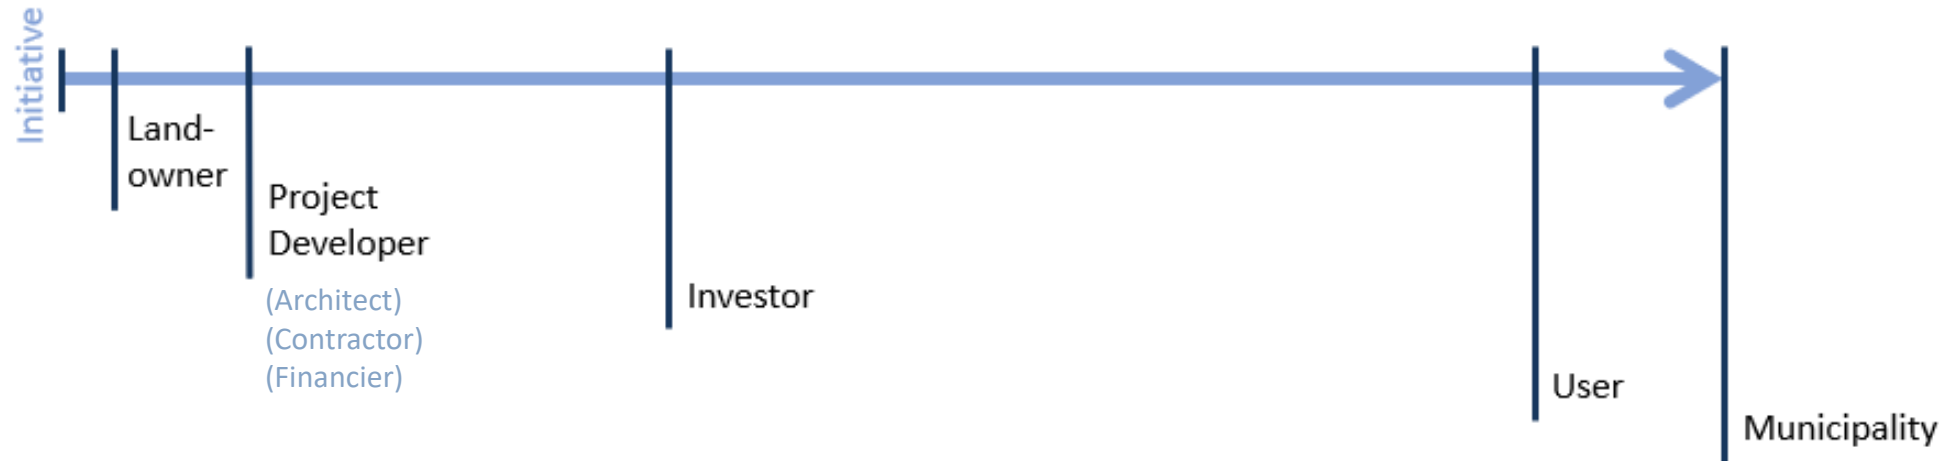 Initiative
Land-
owner
Project
Developer
(Architect)
(Contractor)
(Financier)
Investor
User
Municipality